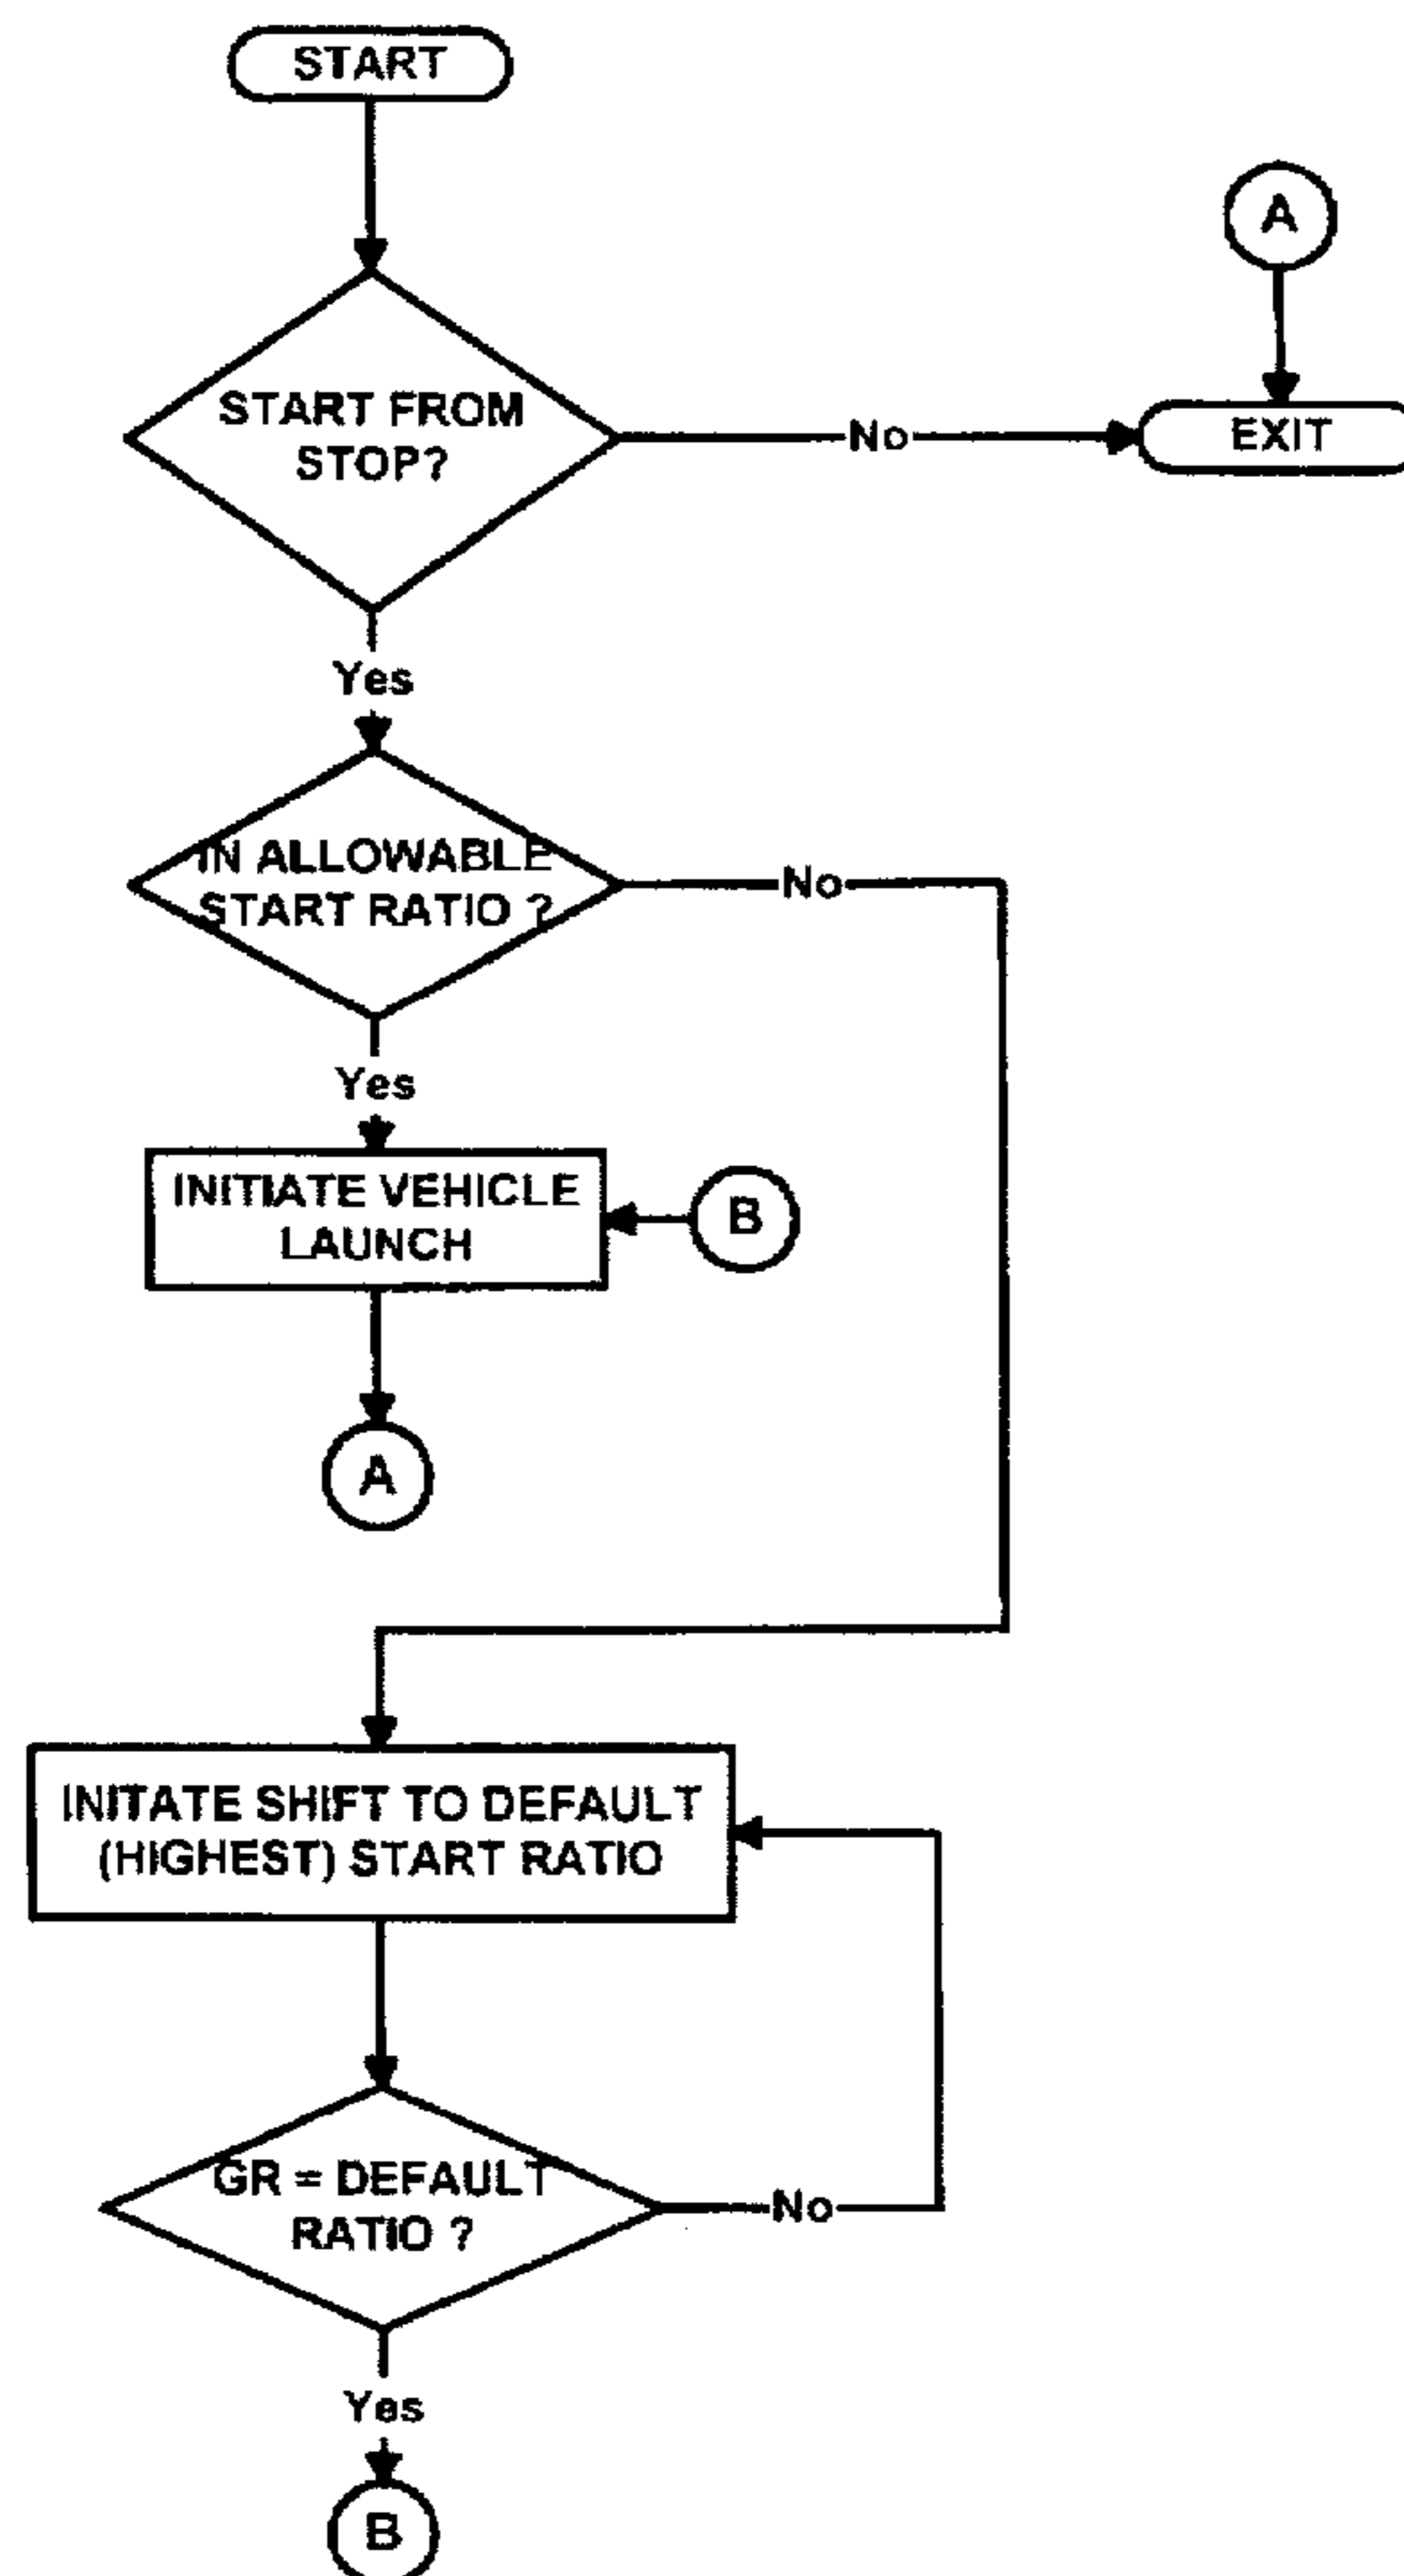 START
A
START FROM
STOP?
No
EXIT
Yes
IN ALLOWABLE
START RATIO ?
No
Yes
INITIATE VEHICLE
LAUNCH
B
A
INITATE SHIFT TO DEFAULT
(HIGHEST) START RATIO
GR = DEFAULT
RATIO ?
No
Yes
B